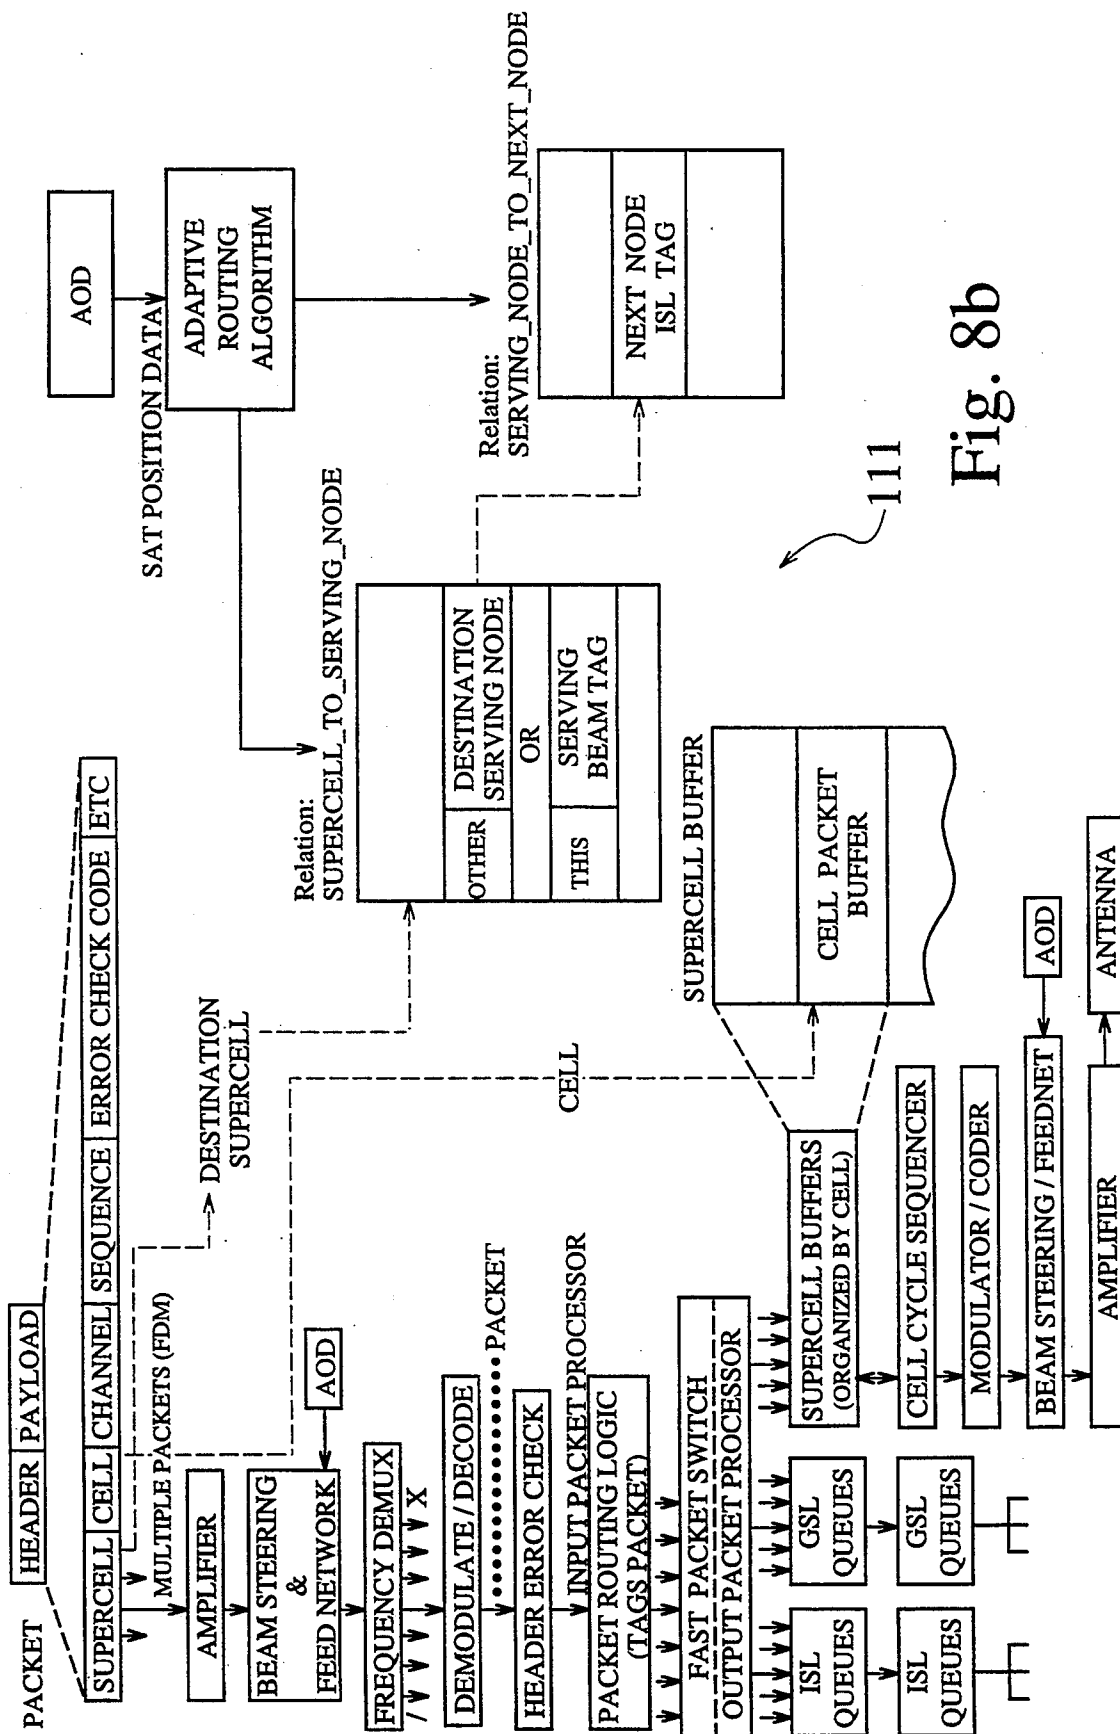 PACKET
HEADER PAYLOAD
SUPERCELL CELL CHANNEL SEQUENCE ERROR CHECK CODE ETC
MULTIPLE PACKETS (FDM)
AMPLIFIER
BEAM STEERING
&
FEED NETWORK
AOD
FREQUENCY DEMUX
/ X
DEMODULATE / DECODE
PACKET
HEADER ERROR CHECK
INPUT PACKET PROCESSOR
PACKET ROUTING LOGIC
(TAGS PACKET)
FAST PACKET SWITCH
OUTPUT PACKET PROCESSOR
ISL
QUEUES
GSL
QUEUES
SUPERCELL BUFFERS
(ORGANIZED BY CELL)
ISL
QUEUES
GSL
QUEUES
CELL CYCLE SEQUENCER
MODULATOR / CODER
BEAM STEERING / FEEDNET
AOD
AMPLIFIER
ANTENNA
DESTINATION
SUPERCELL
CELL
SUPERCELL BUFFER
CELL PACKET
BUFFER
AOD
SAT POSITION DATA
ADAPTIVE
ROUTING
ALGORITHM
Relation:
SUPERCELL_TO_SERVING_NODE
OTHER
DESTINATION
SERVING NODE
OR
THIS
SERVING
BEAM TAG
Relation:
SERVING_NODE_TO_NEXT_NODE
NEXT NODE
ISL TAG
111
Fig. 8b